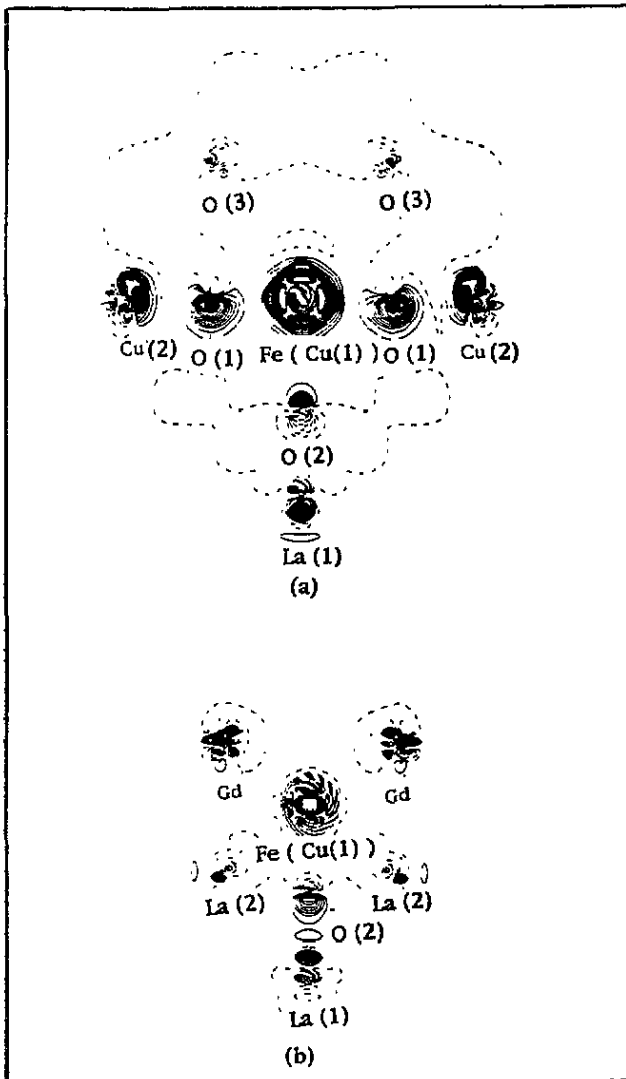 O (3) O (3)
Cu (2) O (1) Fe ( Cu(1) ) O (1) Cu (2)
O (2)
La (1)
(a)
Gd Gd
Fe ( Cu(1) )
La (2) La (2)
O (2)
La (1)
(b)